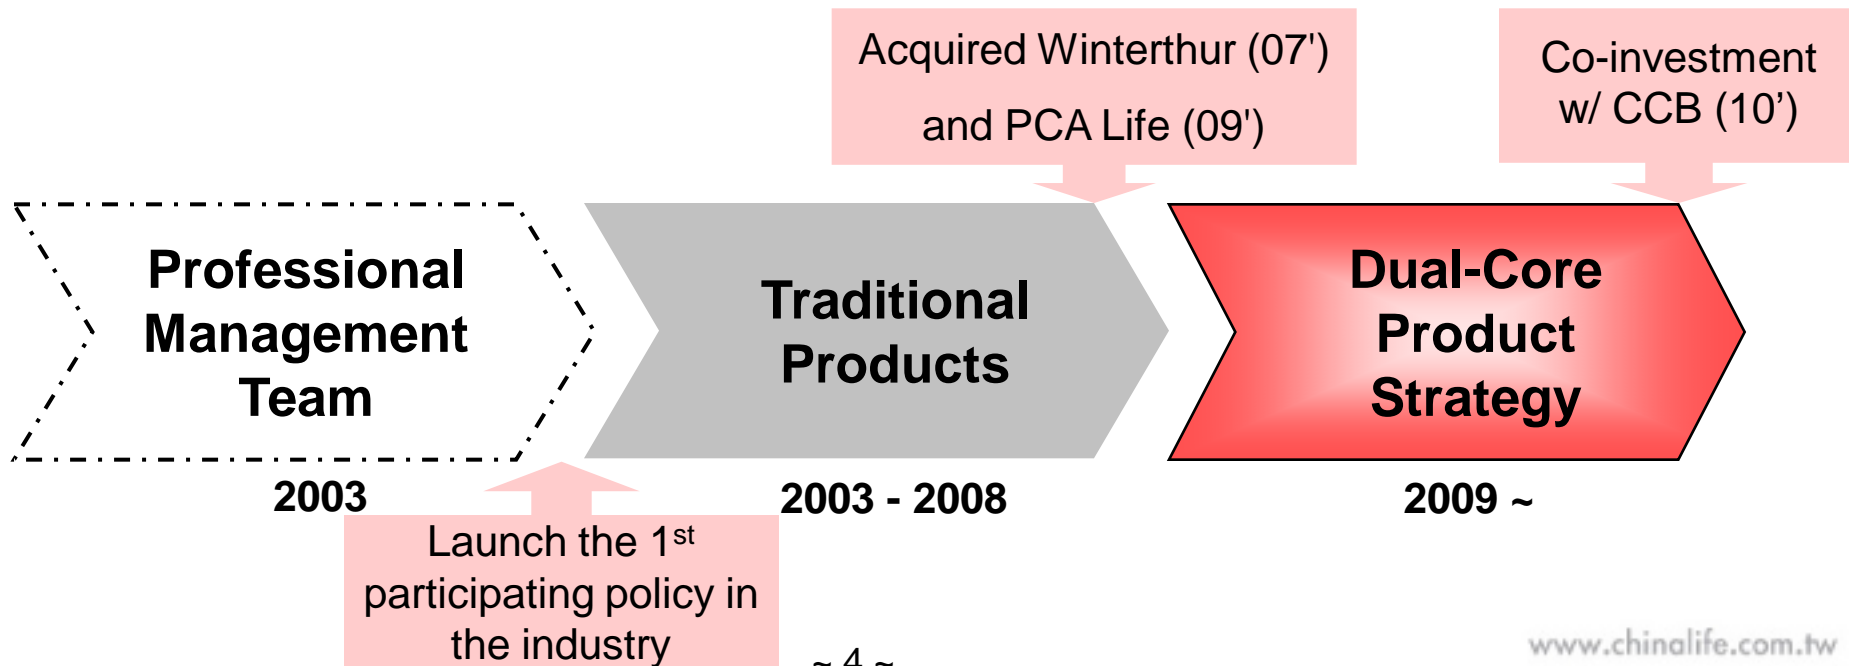 Acquired Winterthur (07')
and PCA Life (09')
Co-investment
w/ CCB (10’)
Professional
Management
Team
Traditional
Products
Dual-Core
Product
Strategy
2003
2003 - 2008
2009 ~
Launch the 1st
participating policy in
the industry
~ 4 ~
www.chinalife.com.tw